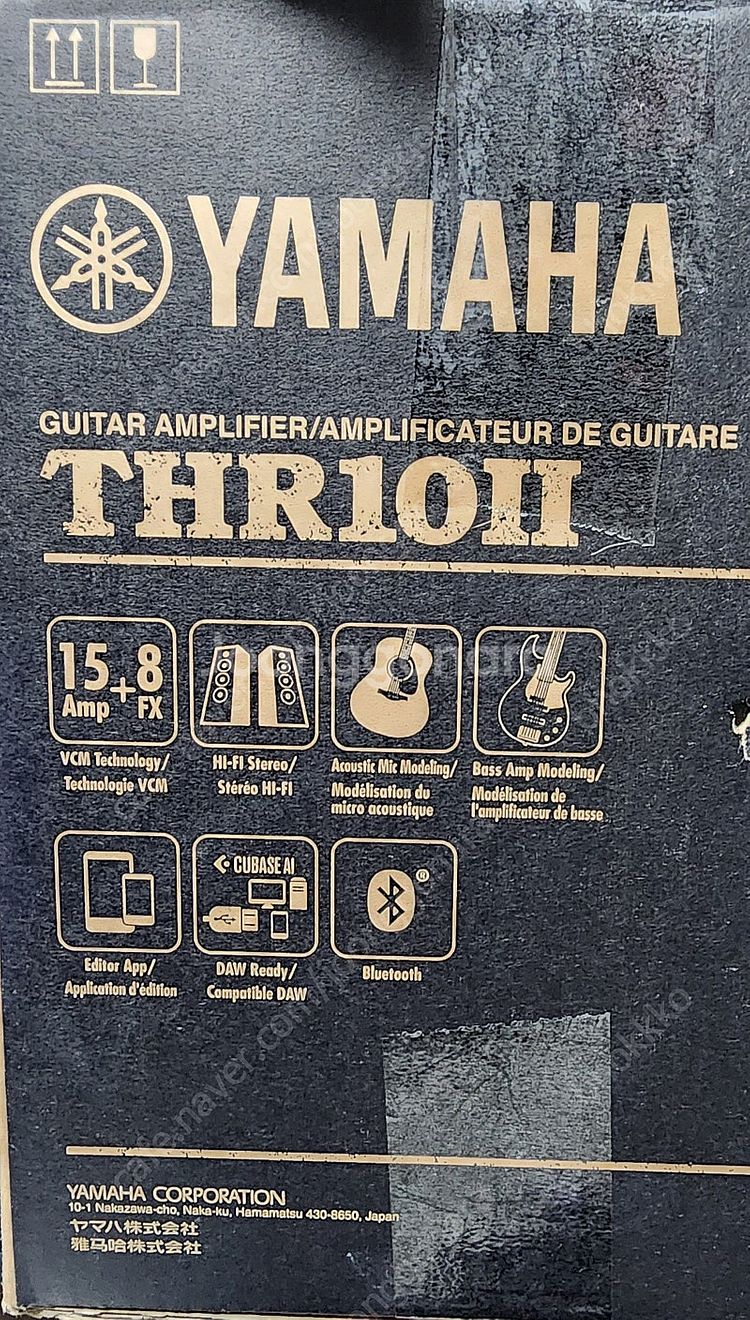 YAMAHA
GUITAR AMPLIFIER/AMPLIFICATEUR DE GUITARE
THR10II
15 + 8
Amp FX
VCM Technology/
Technologie VCM
HI-FI Stereo/
Stéréo HI-FI
Acoustic Mic Modeling/
Modélisation du
micro acoustique
Bass Amp Modeling/
Modélisation de
l'amplificateur de basse
Editor App/
Application d'édition
CUBASE AI
DAW Ready/
Compatible DAW
®
Bluetooth
YAMAHA CORPORATION
10-1 Nakazawa-cho, Naka-ku, Hamamatsu 430-8650, Japan
ヤマハ株式会社
雅马哈株式会社